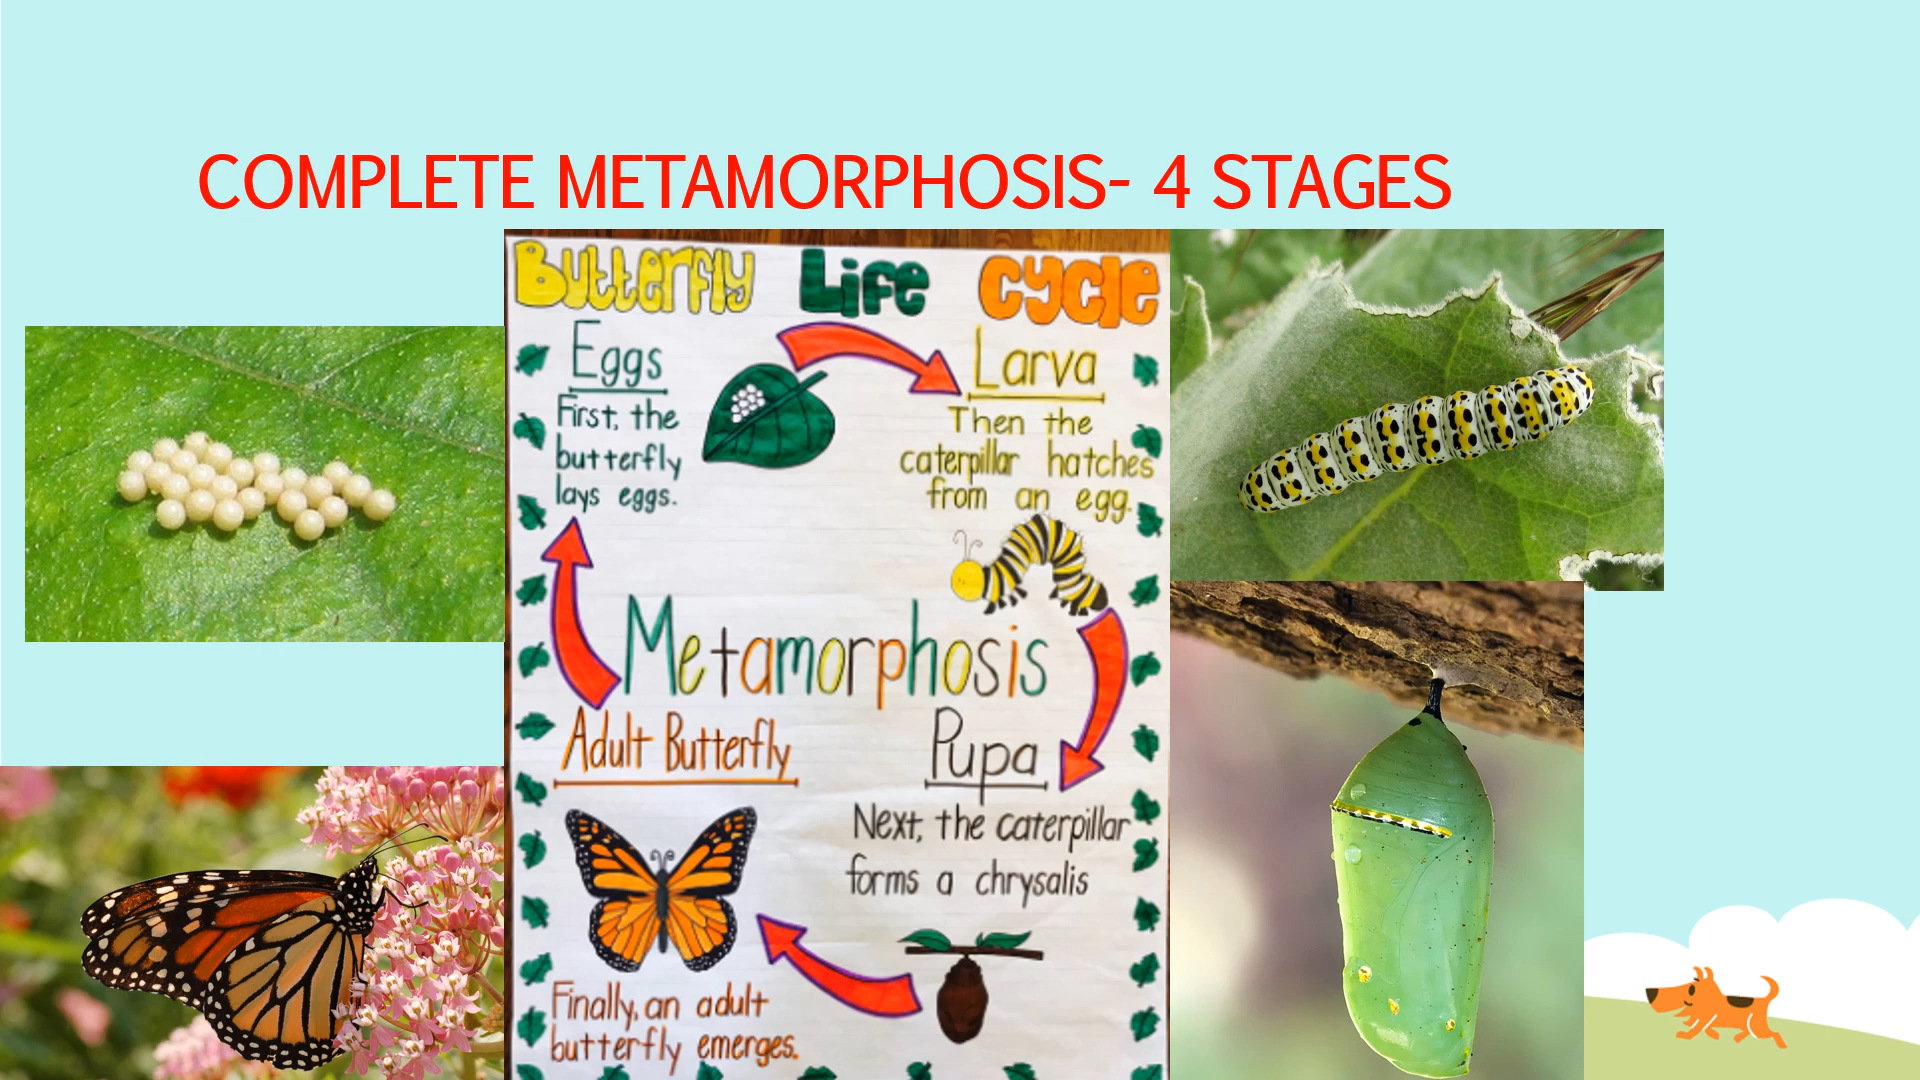 COMPLETE METAMORPHOSIS- 4 STAGES
Butterfly Life Cycle
Eggs
First, the
butterfly
lays eggs.
Larva
Then the
caterpillar hatches
from an egg.
Metamorphosis
Adult Butterfly
Pupa
Next, the caterpillar
forms a chrysalis
Finally, an adult
butterfly emerges.